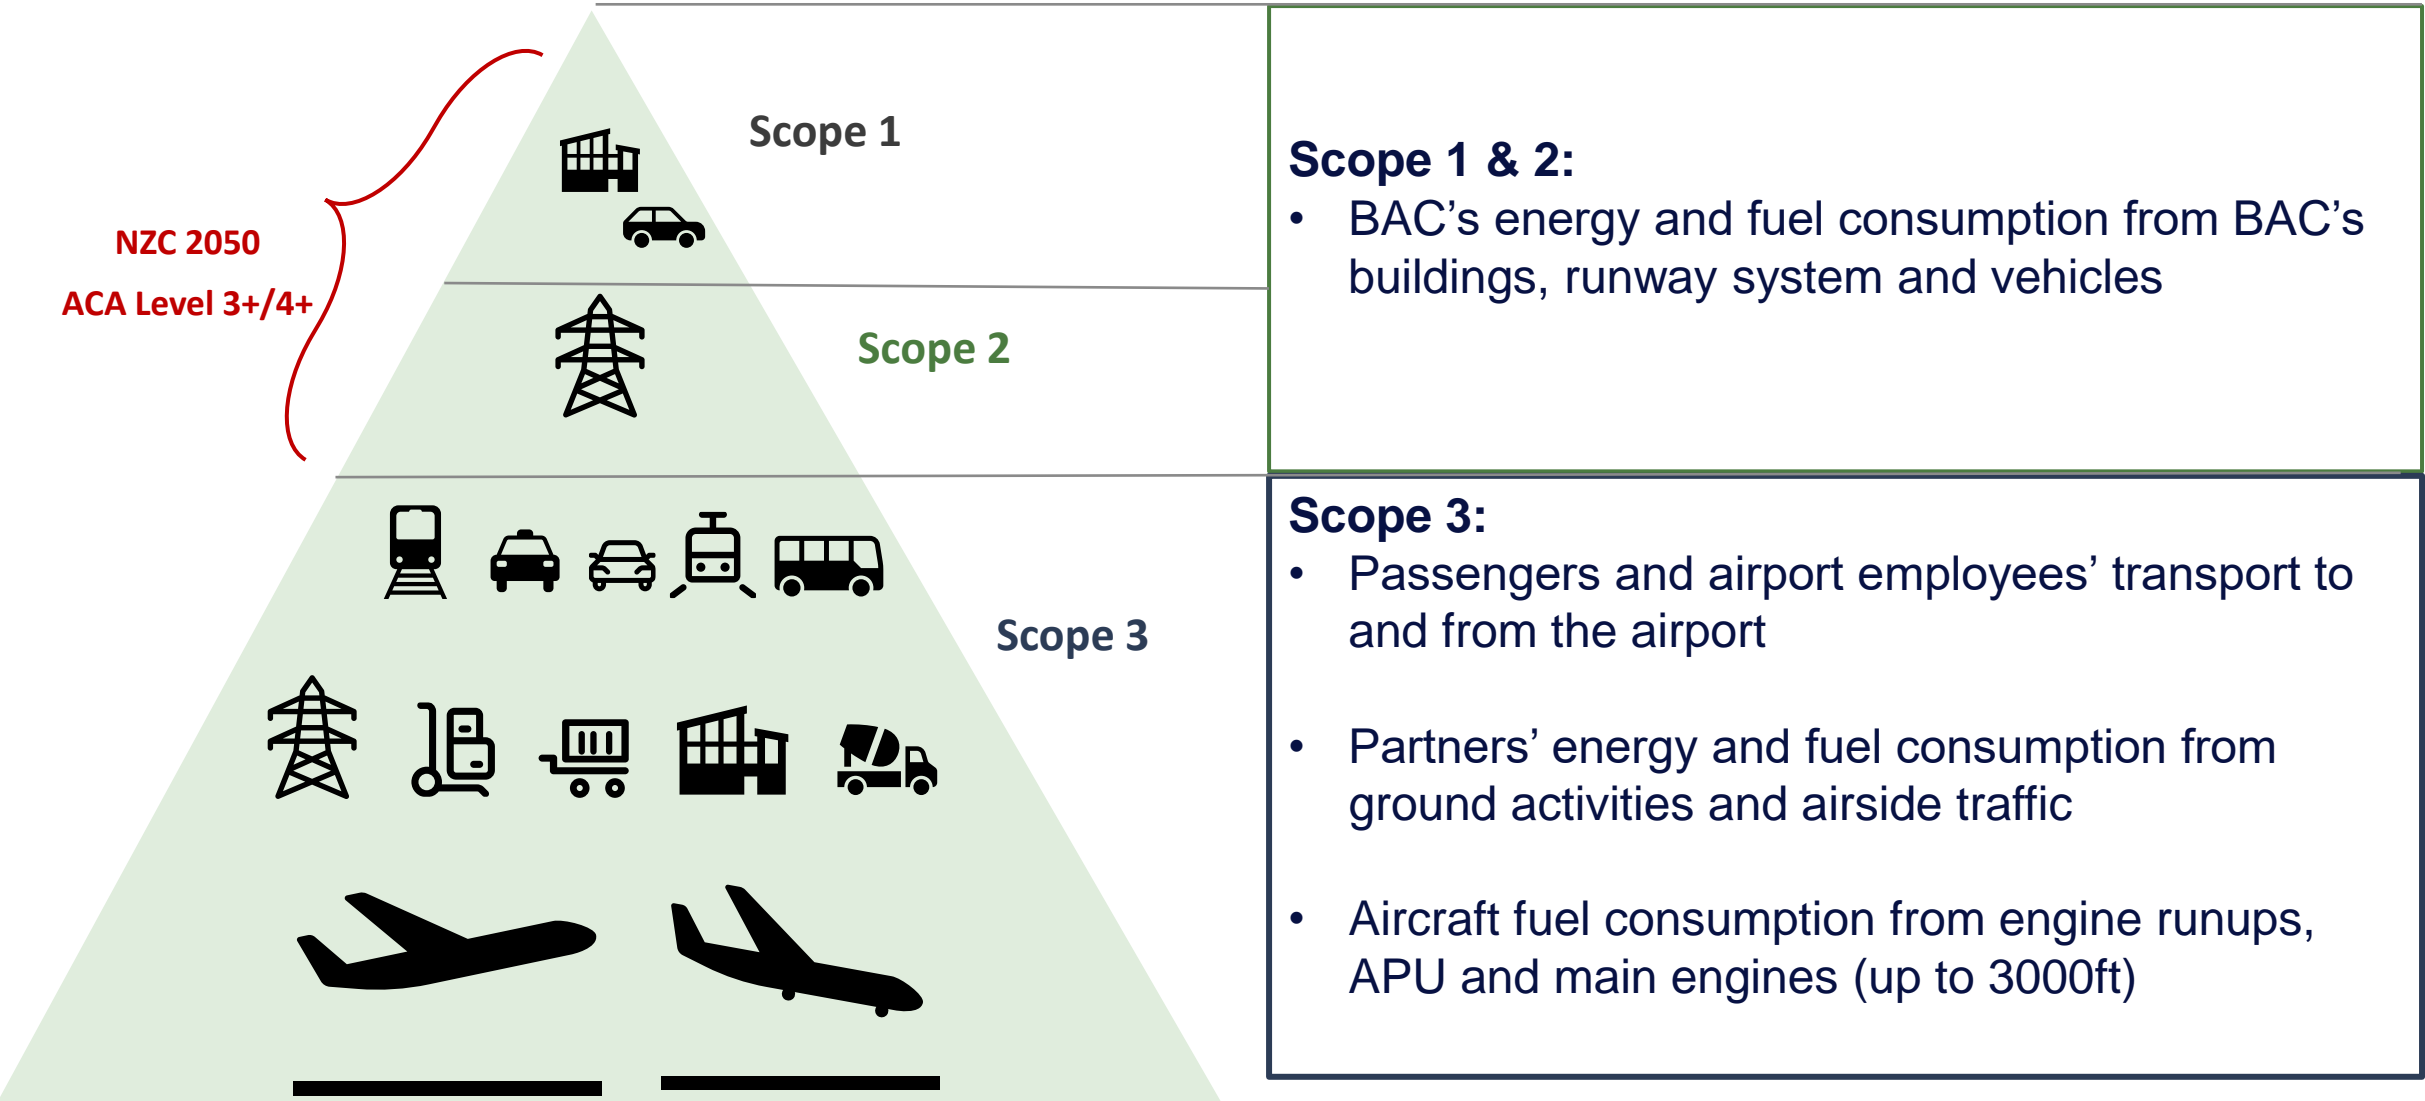 NZC 2050
ACA Level 3+/4+
Scope 1
Scope 2
Scope 3
Scope 1 & 2:
• BAC’s energy and fuel consumption from BAC’s
buildings, runway system and vehicles
Scope 3:
• Passengers and airport employees’ transport to
and from the airport
• Partners’ energy and fuel consumption from
ground activities and airside traffic
• Aircraft fuel consumption from engine runups,
APU and main engines (up to 3000ft)